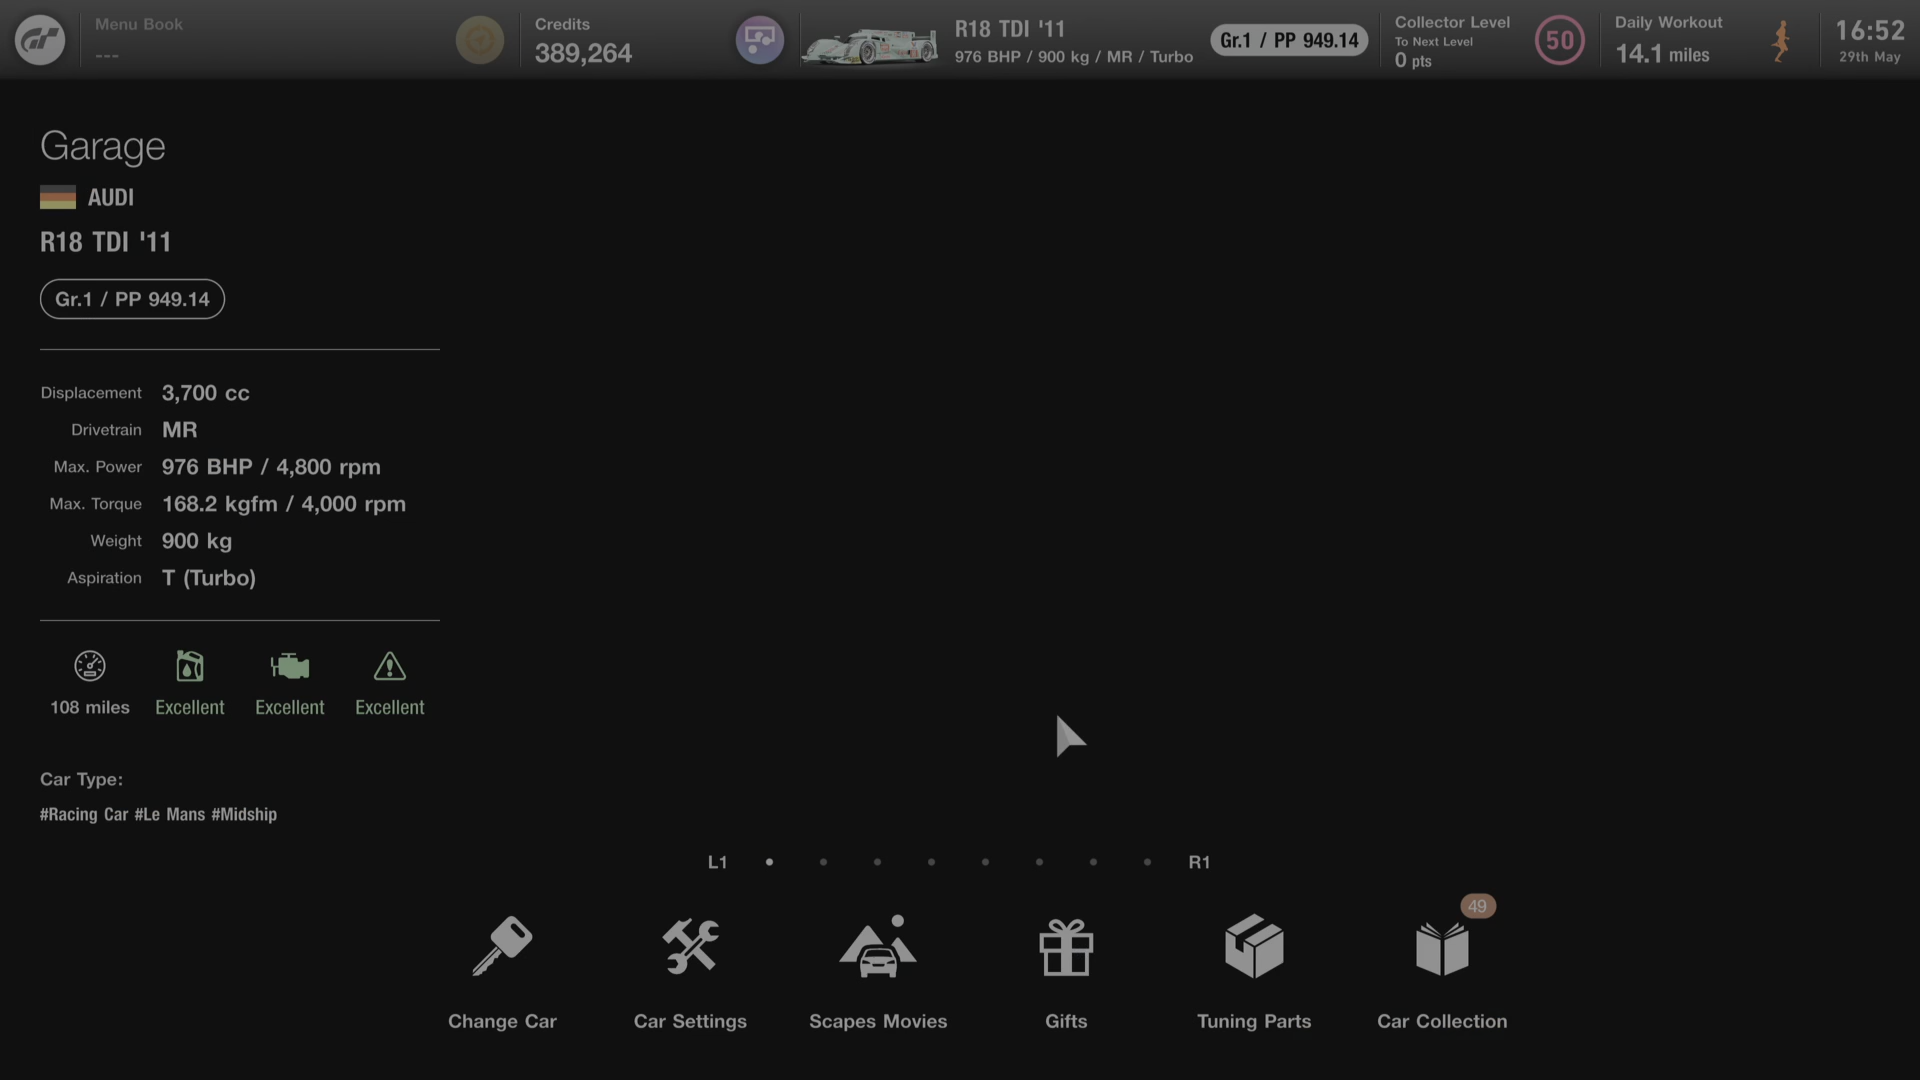 Menu Book
---
Credits
389,264
R18 TDI '11
976 BHP / 900 kg / MR / Turbo
Gr.1 / PP 949.14
Collector Level
To Next Level
0 pts
50
Daily Workout
14.1 miles
16:52
29th May
Garage
AUDI
R18 TDI '11
Gr.1 / PP 949.14
Displacement 3,700 cc
Drivetrain MR
Max. Power 976 BHP / 4,800 rpm
Max. Torque 168.2 kgfm / 4,000 rpm
Weight 900 kg
Aspiration T (Turbo)
108 miles Excellent Excellent Excellent
Car Type:
#Racing Car #Le Mans #Midship
L1 R1
49
Change Car Car Settings Scapes Movies Gifts Tuning Parts Car Collection